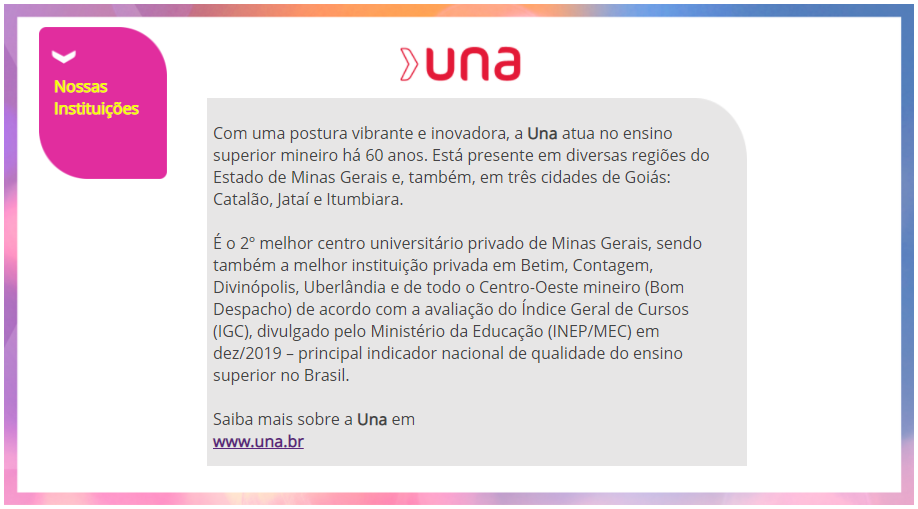 Nossas
Instituições
una
Com uma postura vibrante e inovadora, a Una atua no ensino
superior mineiro há 60 anos. Está presente em diversas regiões do
Estado de Minas Gerais e, também, em três cidades de Goiás:
Catalão, Jataí e Itumbiara.
É o 2º melhor centro universitário privado de Minas Gerais, sendo
também a melhor instituição privada em Betim, Contagem,
Divinópolis, Uberlândia e de todo o Centro-Oeste mineiro (Bom
Despacho) de acordo com a avaliação do Índice Geral de Cursos
(IGC), divulgado pelo Ministério da Educação (INEP/MEC) em
dez/2019 – principal indicador nacional de qualidade do ensino
superior no Brasil.
Saiba mais sobre a Una em
www.una.br